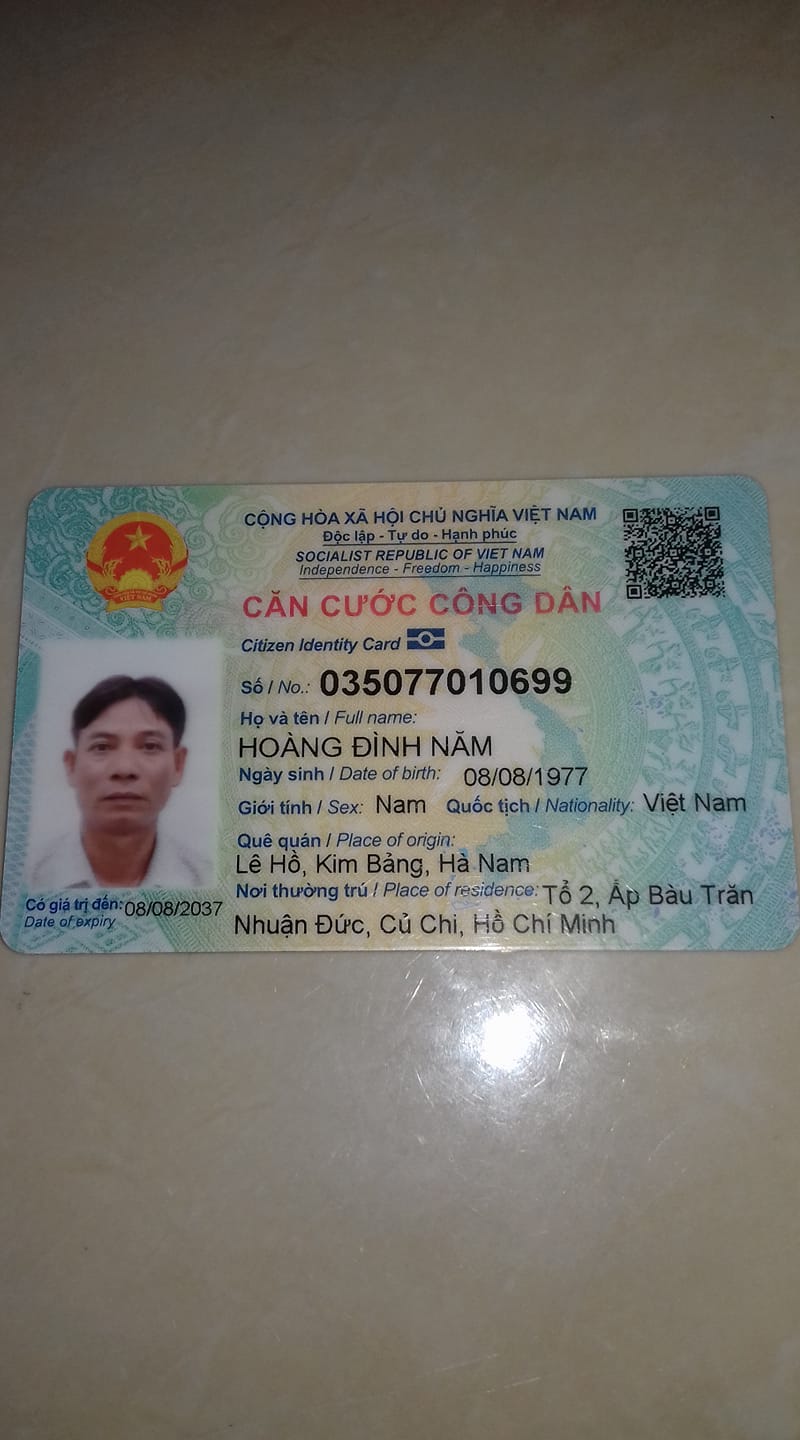 CỘNG HÒA XÃ HỘI CHỦ NGHĨA VIỆT NAM
Độc lập - Tự do - Hạnh phúc
SOCIALIST REPUBLIC OF VIET NAM
Independence - Freedom - Happiness
CĂN CƯỚC CÔNG DÂN
Citizen Identity Card
Số / No.: 035077010699
Họ và tên / Full name:
HOÀNG ĐÌNH NĂM
Ngày sinh / Date of birth: 08/08/1977
Giới tính / Sex: Nam Quốc tịch / Nationality: Việt Nam
Quê quán / Place of origin:
Lê Hồ, Kim Bảng, Hà Nam
Nơi thường trú / Place of residence: Tổ 2, Ấp Bàu Trăn
Nhuận Đức, Củ Chi, Hồ Chí Minh
Có giá trị đến: 08/08/2037
Date of expiry